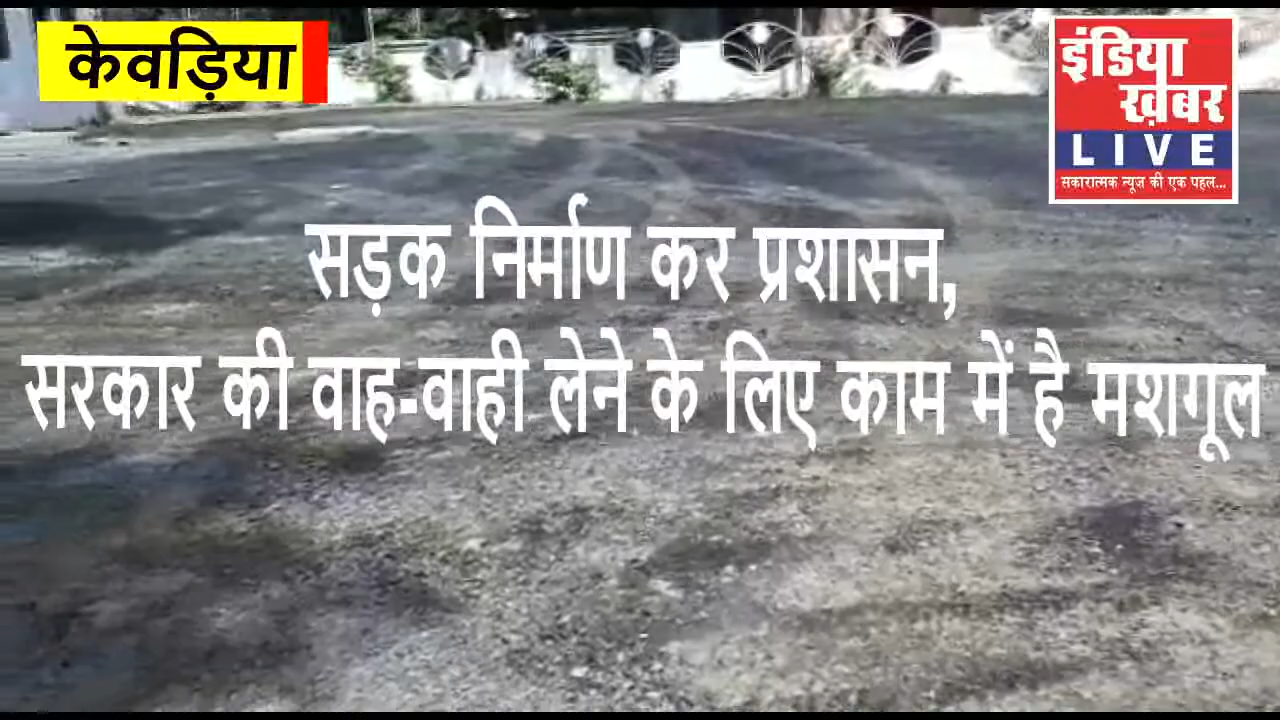 केवड़िया
इंडिया
ख़बर
LIVE
सकारात्मक न्यूज की एक पहल...
सड़क निर्माण कर प्रशासन,
सरकार की वाह-वाही लेने के लिए काम में है मशगूल